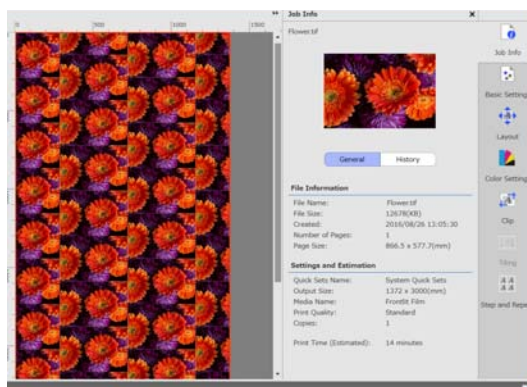 0 500 1000 1500
Job Info
Flower.tif
General History
File Information
File Name: Flower.tif
File Size: 12678(KB)
Created: 2016/08/26 13:05:30
Number of Pages: 1
Page Size: 866.5 x 577.7(mm)
Settings and Estimation
Quick Sets Name: System Quick Sets
Output Size: 1372 x 3000(mm)
Media Name: Frontlit Film
Print Quality: Standard
Copies: 1
Print Time (Estimated): 14 minutes
Job Info
Basic Setting
Layout
Color Setting
Clip
Tiling
Step and Repe